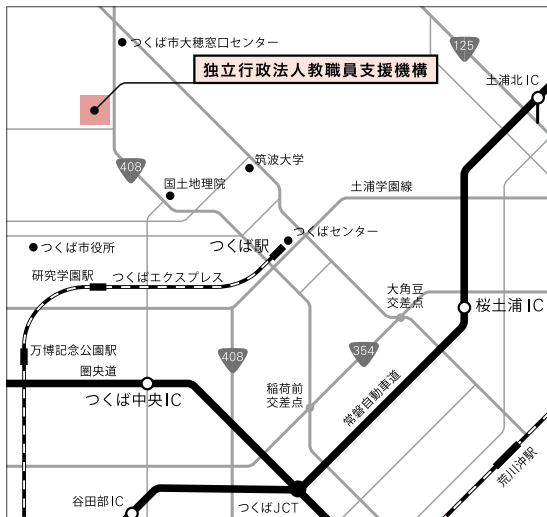 つくば市大穂窓口センター
125
独立行政法人教職員支援機構
土浦北IC
408
筑波大学
国土地理院
土浦学園線
つくばセンター
つくば駅
つくば市役所
研究学園駅
つくばエクスプレス
大角豆
交差点
桜土浦IC
万博記念公園駅
408
354
圏央道
稲荷前
交差点
つくば中央IC
常磐自動車道
荒川沖駅
谷田部IC
つくばJCT